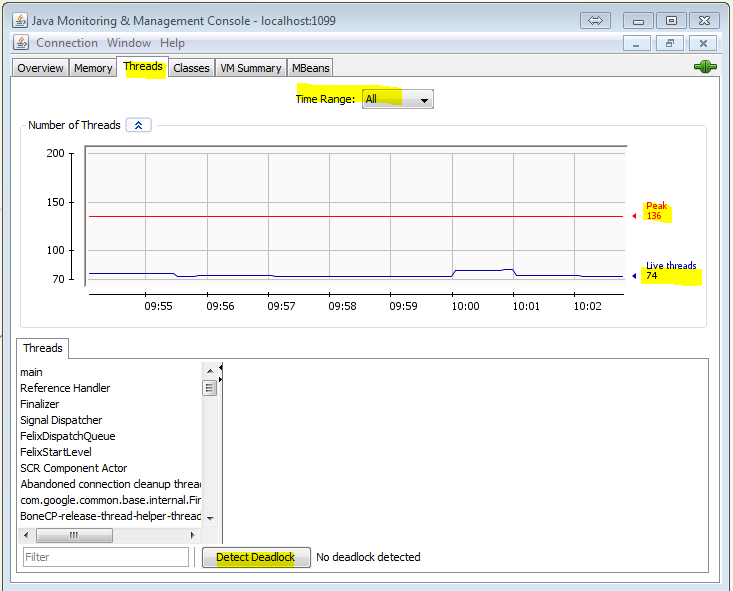 Java Monitoring & Management Console - localhost:1099
Connection Window Help
Overview Memory Threads Classes VM Summary MBeans
Time Range: All
Number of Threads
200
150
100
70
Peak
136
Live threads
74
09:55 09:56 09:57 09:58 09:59 10:00 10:01 10:02
Threads
main
Reference Handler
Finalizer
Signal Dispatcher
FelixDispatchQueue
FelixStartLevel
SCR Component Actor
Abandoned connection cleanup threa
com.google.common.base.internal.Fir
BoneCP-release-thread-helper-thread
Filter Detect Deadlock No deadlock detected